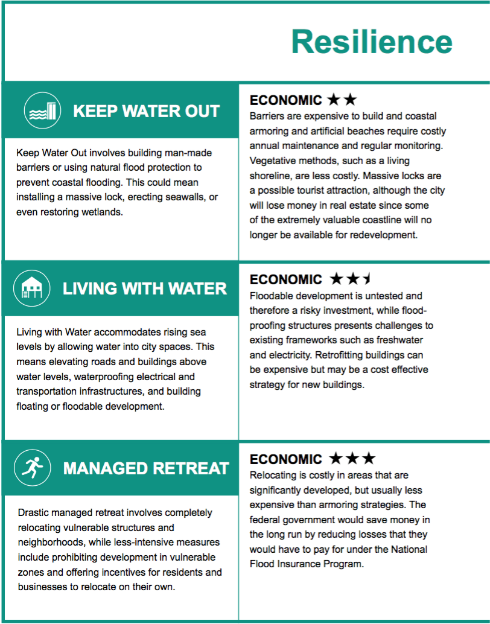 Resilience
KEEP WATER OUT
Keep Water Out involves building man-made
barriers or using natural flood protection to
prevent coastal flooding. This could mean
installing a massive lock, erecting seawalls, or
even restoring wetlands.
ECONOMIC ★★
Barriers are expensive to build and coastal
armoring and artificial beaches require costly
annual maintenance and regular monitoring.
Vegetative methods, such as a living
shoreline, are less costly. Massive locks are
a possible tourist attraction, although the city
will lose money in real estate since some
of the extremely valuable coastline will no
longer be available for redevelopment.
LIVING WITH WATER
Living with Water accommodates rising sea
levels by allowing water into city spaces. This
means elevating roads and buildings above
water levels, waterproofing electrical and
transportation infrastructures, and building
floating or floodable development.
ECONOMIC ★★⯨
Floodable development is untested and
therefore a risky investment, while flood-
proofing structures presents challenges to
existing frameworks such as freshwater
and electricity. Retrofitting buildings can
be expensive but may be a cost effective
strategy for new buildings.
MANAGED RETREAT
Drastic managed retreat involves completely
relocating vulnerable structures and
neighborhoods, while less-intensive measures
include prohibiting development in vulnerable
zones and offering incentives for residents and
businesses to relocate on their own.
ECONOMIC ★★★
Relocating is costly in areas that are
significantly developed, but usually less
expensive than armoring strategies. The
federal government would save money in
the long run by reducing losses that they
would have to pay for under the National
Flood Insurance Program.